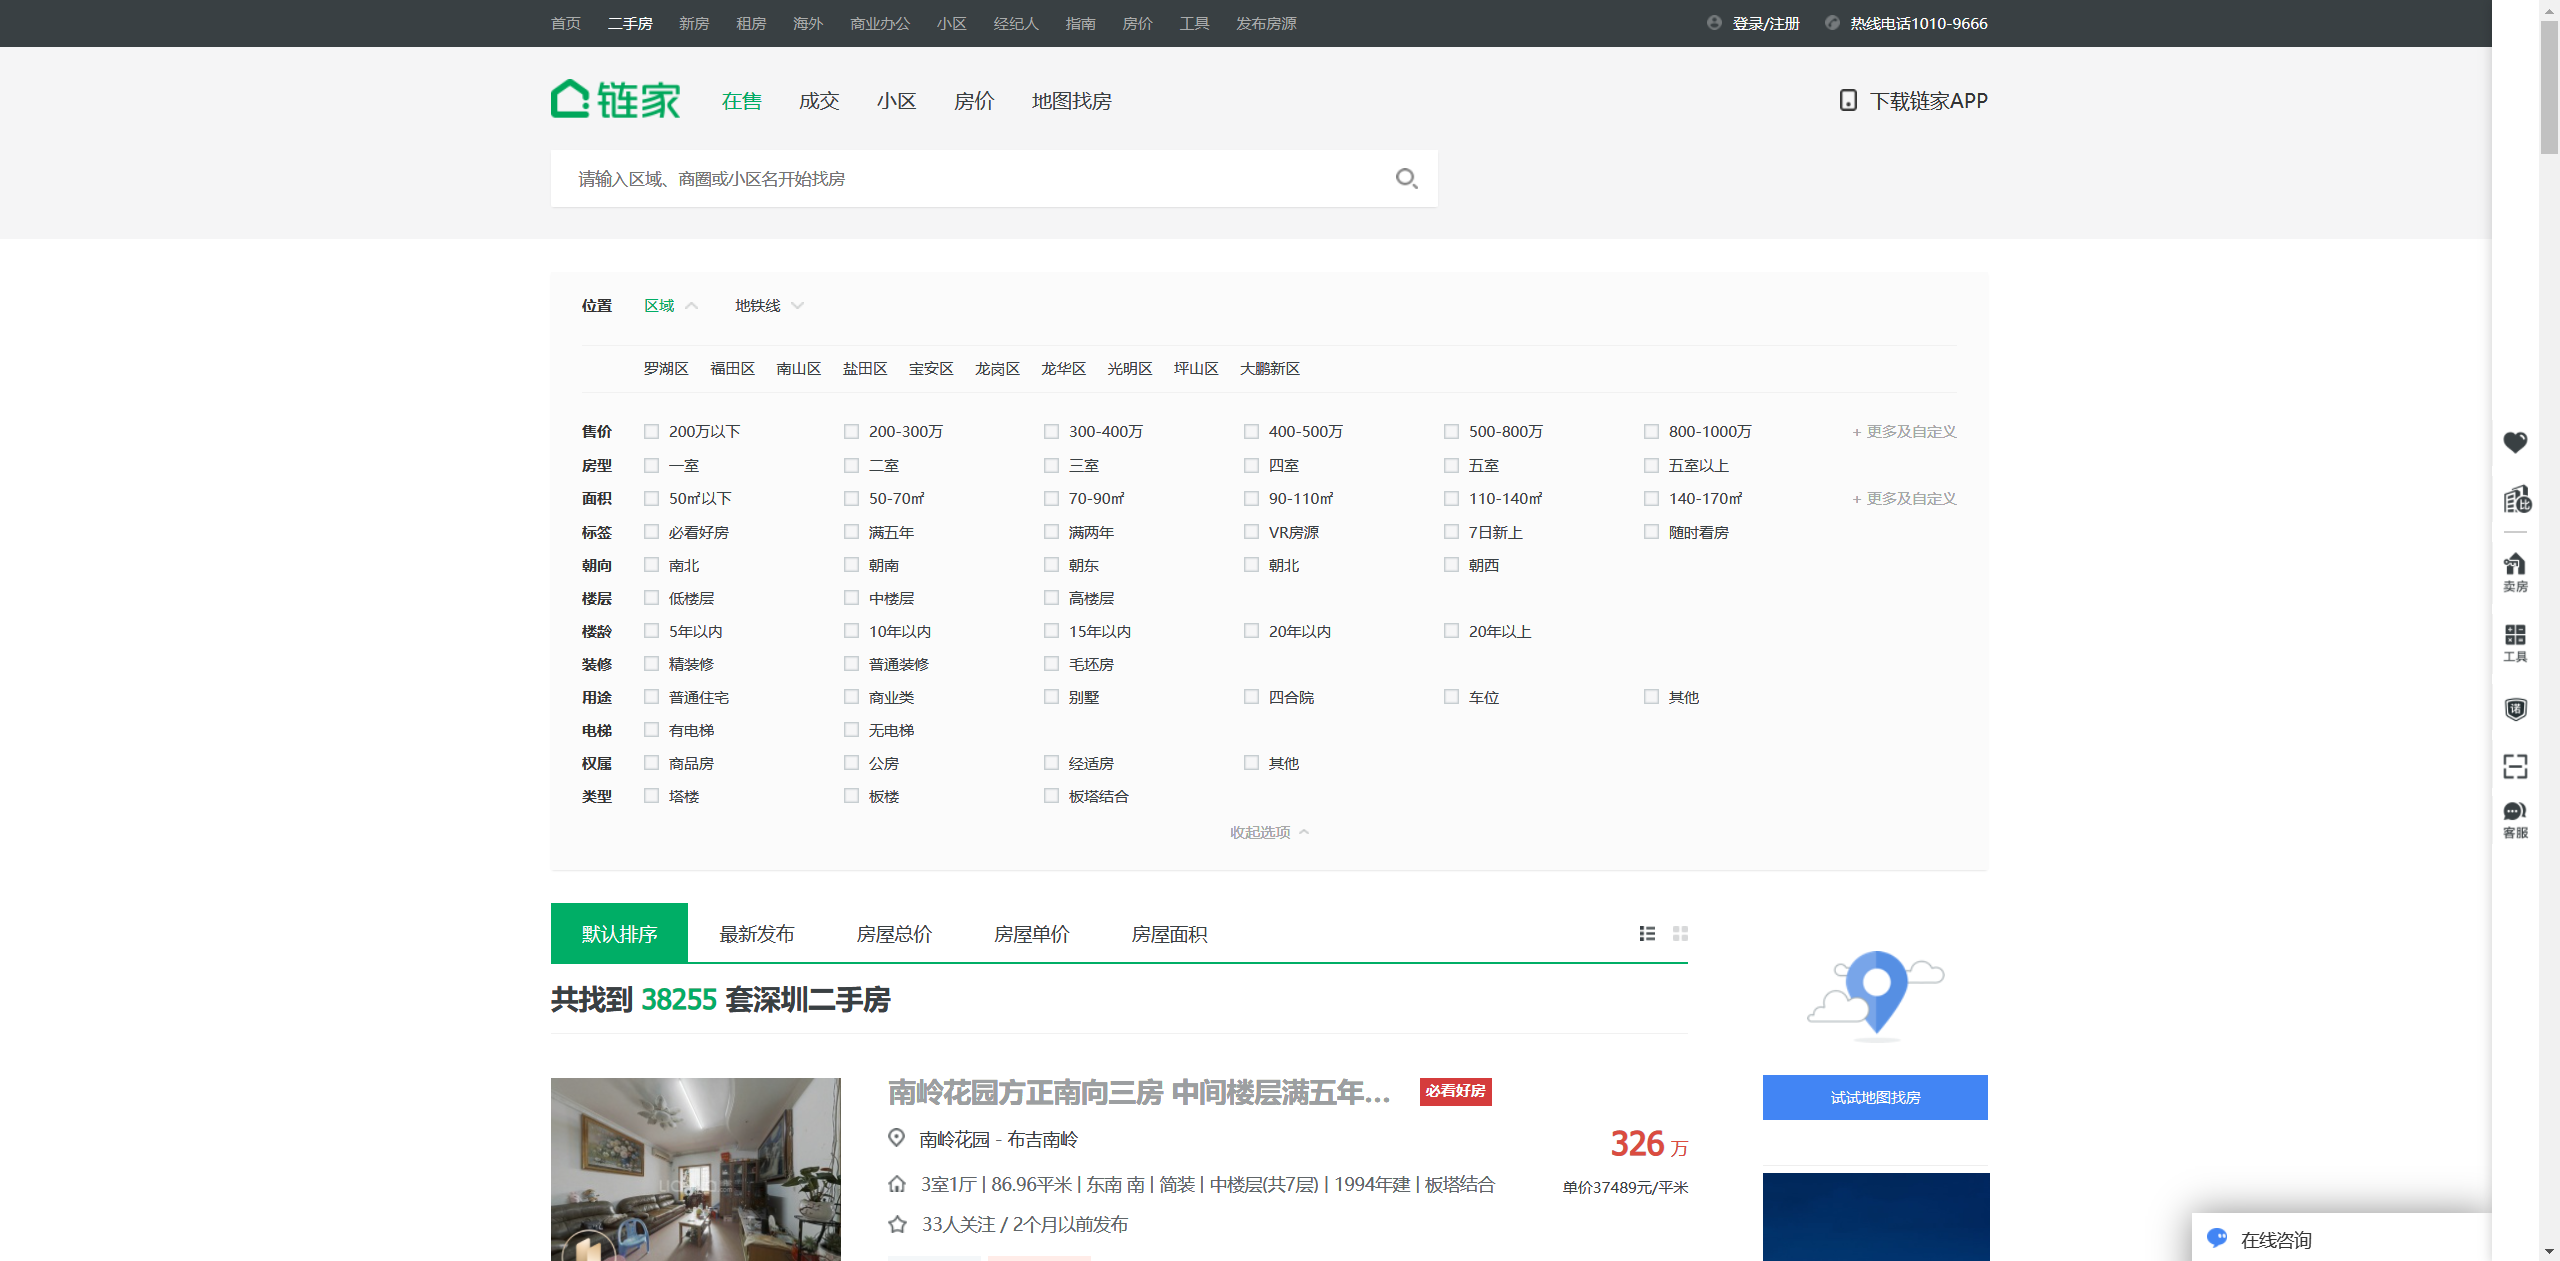 首页 二手房 新房 租房 海外 商业办公 小区 经纪人 指南 房价 工具 发布房源 登录/注册 热线电话1010-9666
链家 在售 成交 小区 房价 地图找房 下载链家APP
请输入区域、商圈或小区名开始找房
位置 区域 地铁线
罗湖区 福田区 南山区 盐田区 宝安区 龙岗区 龙华区 光明区 坪山区 大鹏新区
售价 200万以下 200-300万 300-400万 400-500万 500-800万 800-1000万 + 更多及自定义
房型 一室 二室 三室 四室 五室 五室以上
面积 50㎡以下 50-70㎡ 70-90㎡ 90-110㎡ 110-140㎡ 140-170㎡ + 更多及自定义
标签 必看好房 满五年 满两年 VR房源 7日新上 随时看房
朝向 南北 朝南 朝东 朝北 朝西
楼层 低楼层 中楼层 高楼层
楼龄 5年以内 10年以内 15年以内 20年以内 20年以上
装修 精装修 普通装修 毛坯房
用途 普通住宅 商业类 别墅 四合院 车位 其他
电梯 有电梯 无电梯
权属 商品房 公房 经适房 其他
类型 塔楼 板楼 板塔结合
收起选项
默认排序 最新发布 房屋总价 房屋单价 房屋面积
共找到 38255 套深圳二手房
南岭花园方正南向三房 中间楼层满五年... 必看好房
南岭花园 - 布吉南岭
326 万
3室1厅 | 86.96平米 | 东南 南 | 简装 | 中楼层(共7层) | 1994年建 | 板塔结合
单价37489元/平米
33人关注 / 2个月以前发布
试试地图找房
比
卖房
工具
诺
客服
在线咨询